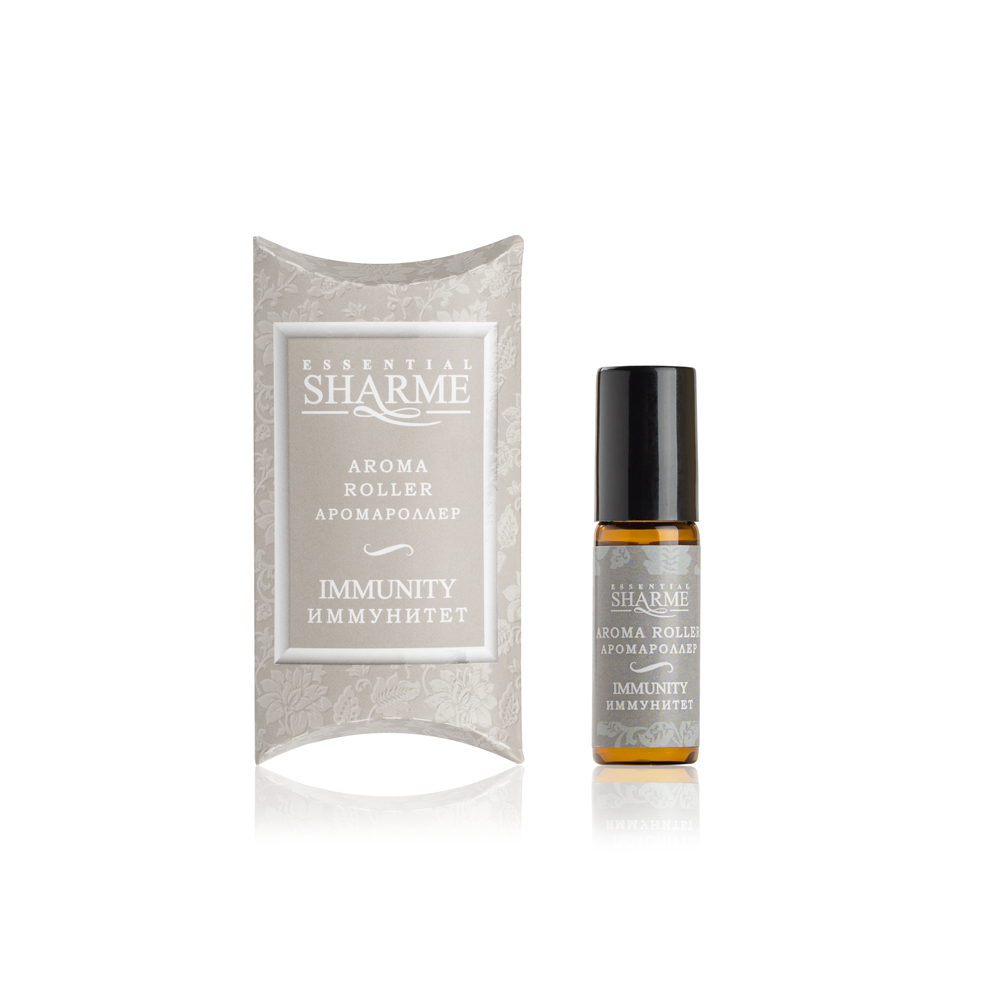 ESSENTIAL
SHARME
AROMA
ROLLER
АРОМАРОЛЛЕР
IMMUNITY
ИММУНИТЕТ
ESSENTIAL
SHARME
AROMA ROLLER
АРОМАРОЛЛЕР
IMMUNITY
ИММУНИТЕТ